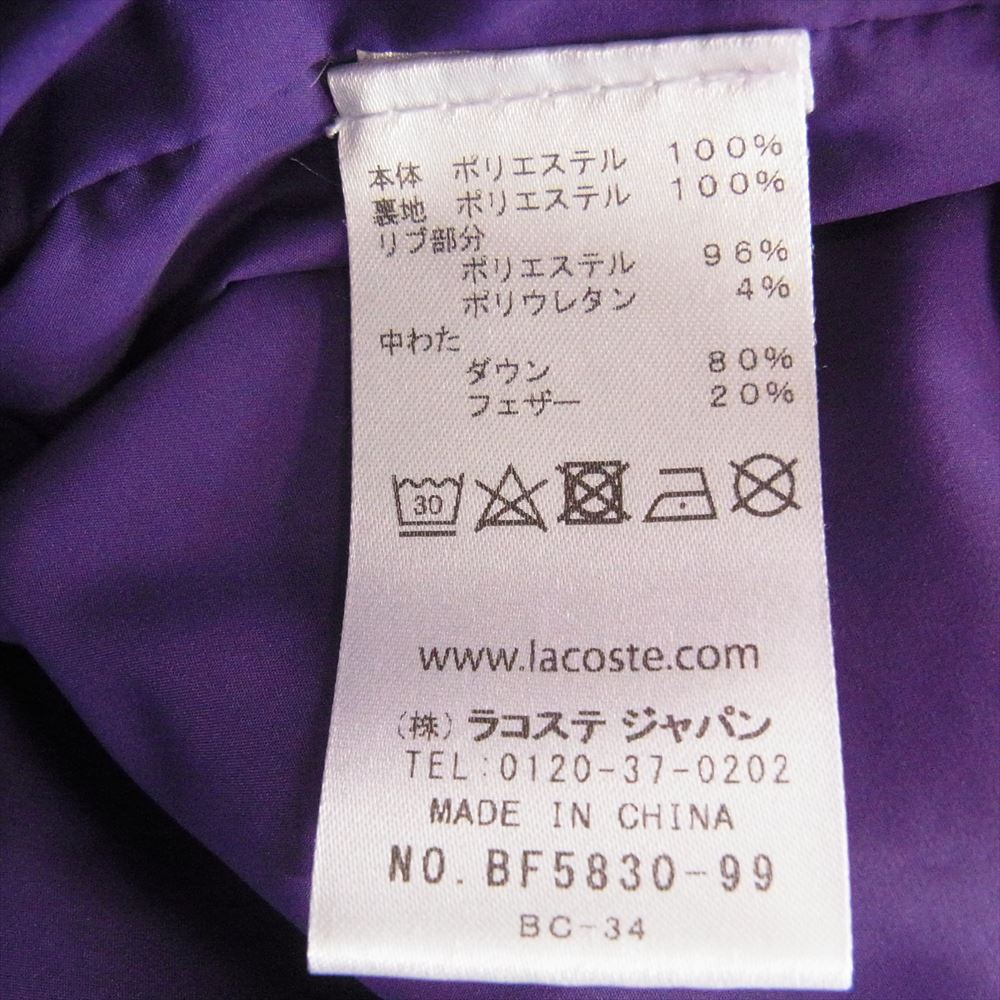 本体 ポリエステル 100%
裏地 ポリエステル 100%
リブ部分
ポリエステル 96%
ポリウレタン 4%
中わた
ダウン 80%
フェザー 20%
30
www.lacoste.com
(株) ラコステ ジャパン
TEL:0120-37-0202
MADE IN CHINA
NO. BF5830-99
BC-34